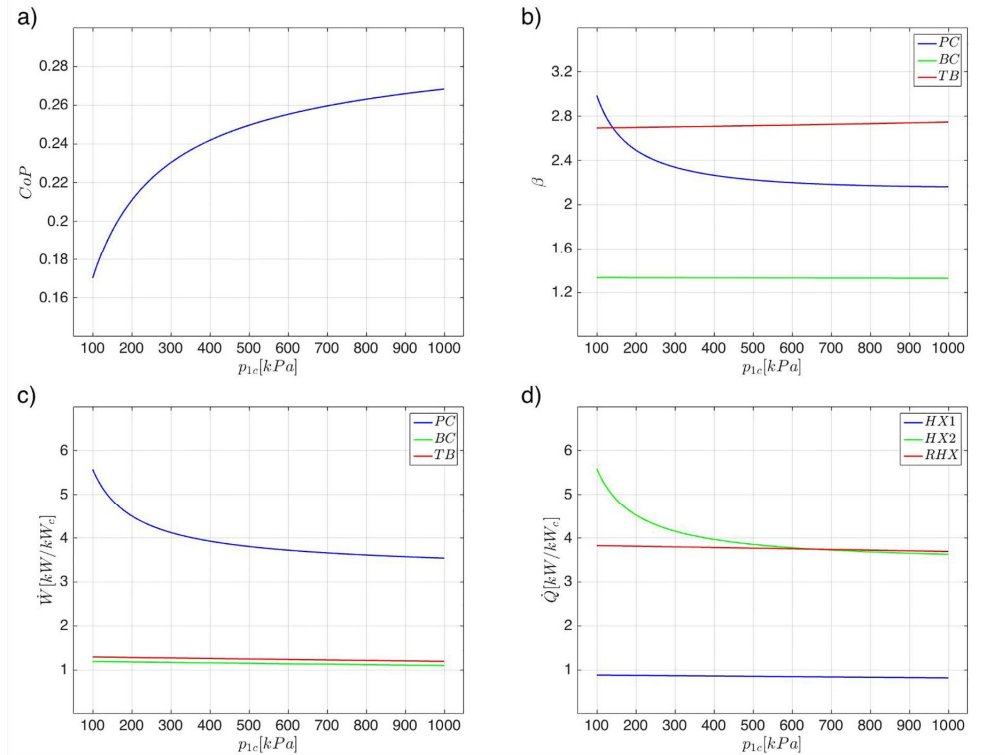 a)
0.28
0.26
0.24
0.22
0.2
0.18
0.16
CoP
100 200 300 400 500 600 700 800 900 1000
p1c[kPa]
b)
PC
BC
TB
3.2
2.8
2.4
2
1.6
1.2
β
100 200 300 400 500 600 700 800 900 1000
p1c[kPa]
c)
PC
BC
TB
6
5
4
3
2
1
Ẇ[kW/kWc]
100 200 300 400 500 600 700 800 900 1000
p1c[kPa]
d)
HX1
HX2
RHX
6
5
4
3
2
1
Q̇[kW/kWc]
100 200 300 400 500 600 700 800 900 1000
p1c[kPa]